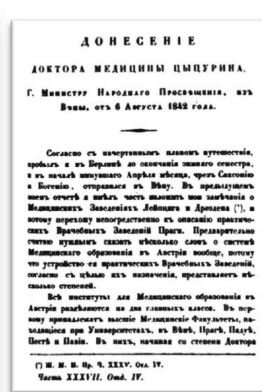 ДОНЕСЕНІЕ
ДОКТОРА МЕДИЦИНЫ ЦЫЦУРИНА,
Г. Министру Народнаго Просвѣщенія, изъ
Вѣны, отъ 6 Августа 1842 года.
Согласно съ начертаннымъ планомъ путешествія,
пробылъ я въ Берлинѣ до окончанія зимняго семестра,
и въ началѣ минувшаго Апрѣля мѣсяца, чрезъ Саксонію
и Богемію, отправился въ Вѣну. Въ предыдущемъ
моемъ отчетѣ я имѣлъ честь изложить мои замѣчанія о
Медицинскихъ Заведеніяхъ Лейпцига и Дрездена (*), и
потому перехожу непосредственно къ описанію практиче-
скихъ Врачебныхъ Заведеній Праги. Предварительно
считаю нужнымъ сказать нѣсколько словъ о системѣ
Медицинскаго образованія въ Австріи вообще, потому
что устройство ея практическихъ Врачебныхъ Заведеній,
согласно съ цѣлью ихъ назначенія, представляетъ нѣ-
сколько степеней.
Всѣ институты для Медицинскаго образованія въ
Австріи раздѣляются на два главныхъ класса. Въ пер-
вому принадлежатъ высшіе Медицинскіе Факультеты, на-
ходящіеся при Университетахъ, въ Вѣнѣ, Прагѣ, Падуѣ,
Пестѣ и Павіи. Въ нихъ, начиная со степени Доктора
(*) Ж. М. Н. Пр. Ч. XXXV. Отд. IV.
Часть XXXVII. Отд. IV.